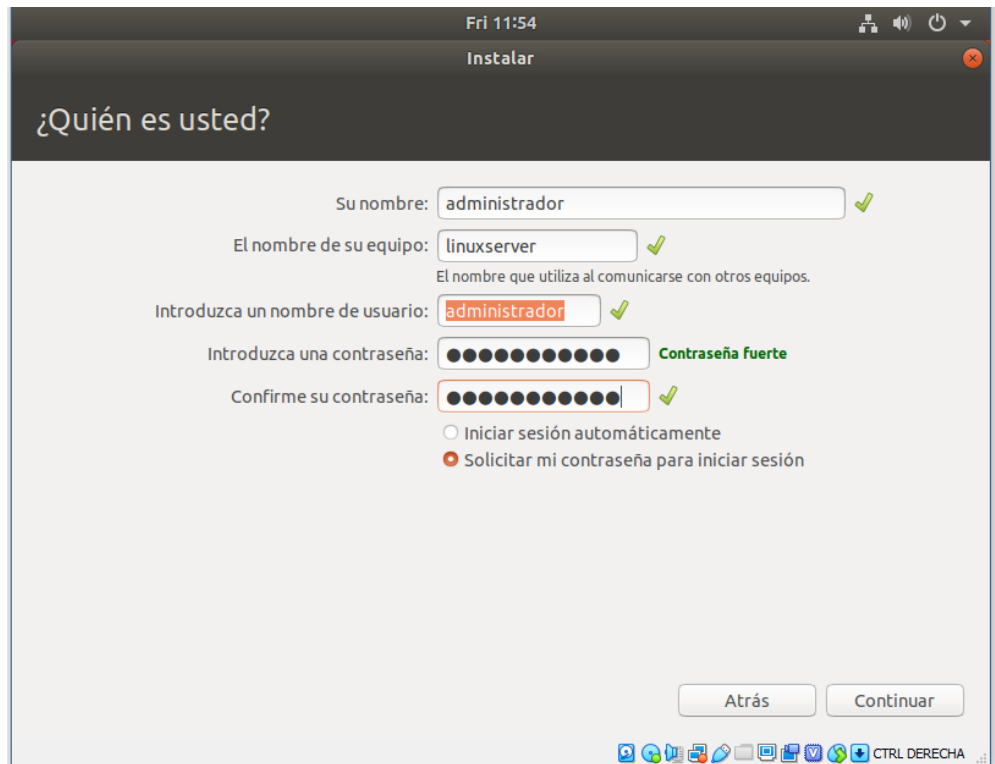 Fri 11:54
Instalar
¿Quién es usted?
Su nombre: administrador
El nombre de su equipo: linuxserver
El nombre que utiliza al comunicarse con otros equipos.
Introduzca un nombre de usuario: administrador
Introduzca una contraseña: ●●●●●●●●●●● Contraseña fuerte
Confirme su contraseña: ●●●●●●●●●●●
Iniciar sesión automáticamente
Solicitar mi contraseña para iniciar sesión
Atrás Continuar
CTRL DERECHA